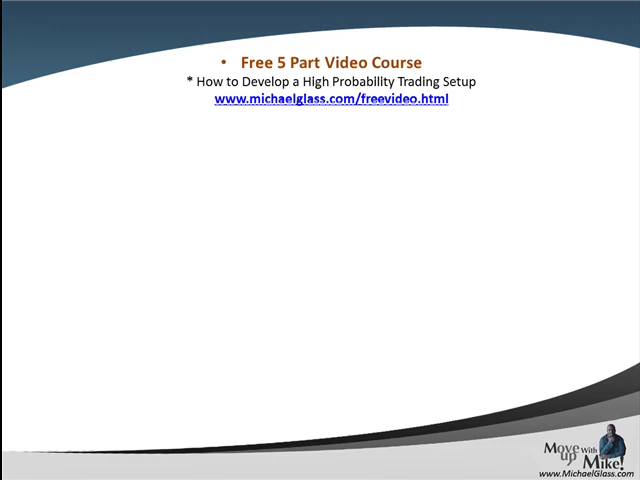 • Free 5 Part Video Course
* How to Develop a High Probability Trading Setup
www.michaelglass.com/freevideo.html
Move up With Mike!
www.MichaelGlass.com